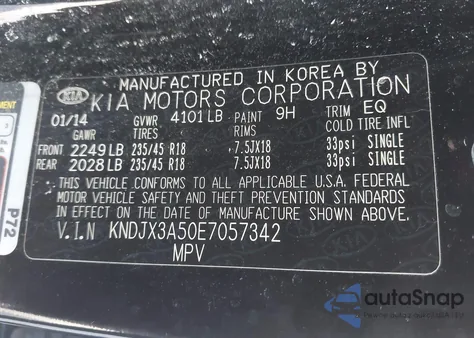 MANUFACTURED IN KOREA BY
KIA KIA MOTORS CORPORATION
01/14 GVWR 4101 LB PAINT 9H TRIM EQ
GAWR TIRES RIMS COLD TIRE INFL
FRONT 2249 LB 235/45 R18 7.5JX18 33psi SINGLE
REAR 2028 LB 235/45 R18 7.5JX18 33psi SINGLE
THIS VEHICLE CONFORMS TO ALL APPLICABLE U.S.A. FEDERAL
MOTOR VEHICLE SAFETY AND THEFT PREVENTION STANDARDS
IN EFFECT ON THE DATE OF MANUFACTURE SHOWN ABOVE.
V.I.N KNDJX3A50E7057342
MPV
P72
autoSnap